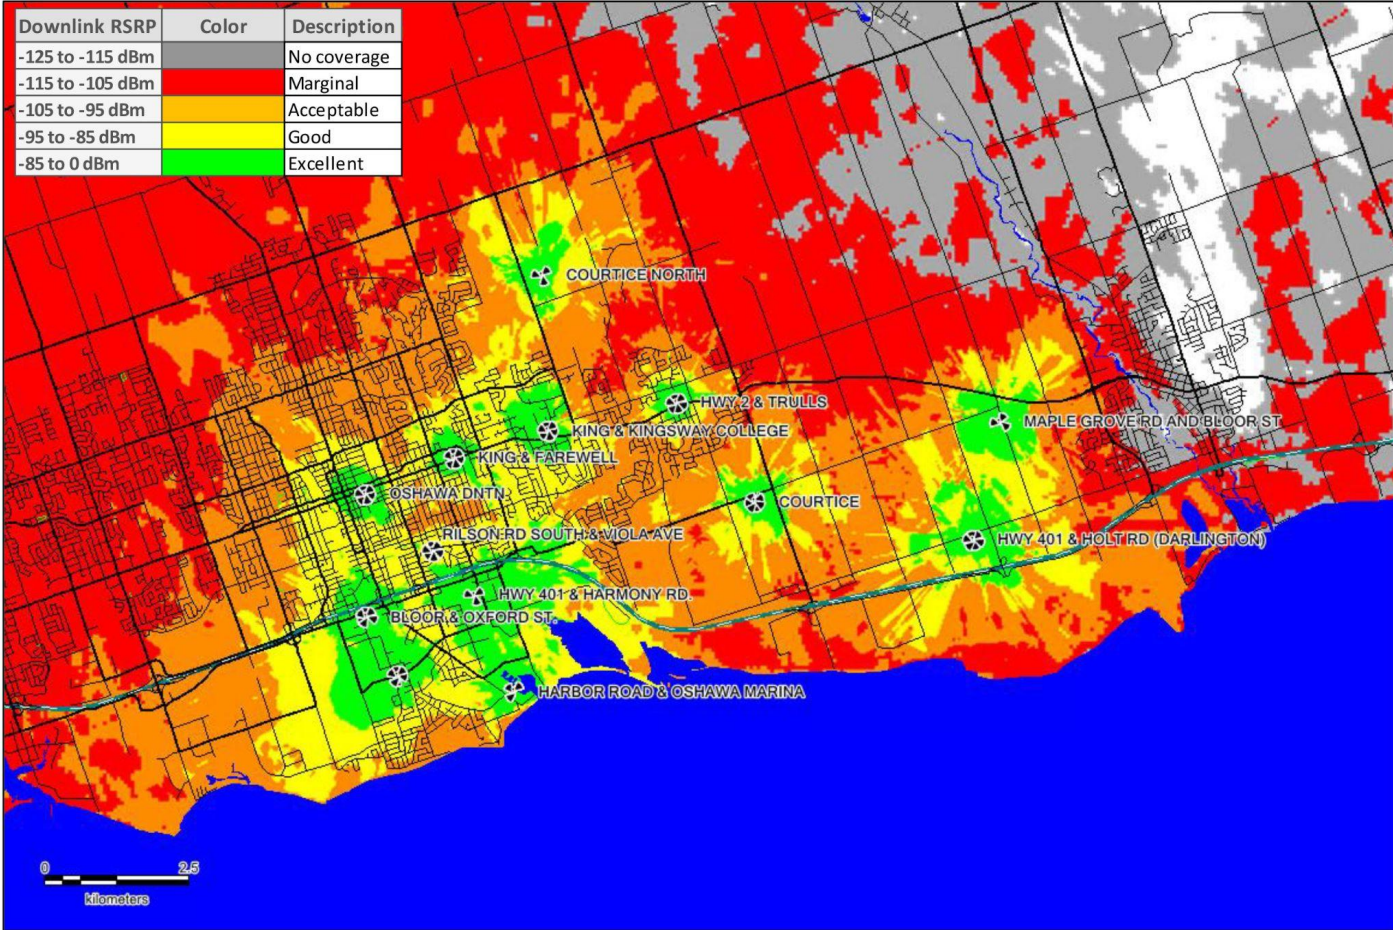 Downlink RSRP Color Description
-125 to -115 dBm No coverage
-115 to -105 dBm Marginal
-105 to -95 dBm Acceptable
-95 to -85 dBm Good
-85 to 0 dBm Excellent
COURTICE NORTH
HWY 2 & TRULLS
MAPLE GROVE RD AND BLOOR ST
KING & KINGSWAY COLLEGE
KING & FAREWELL
OSHAWA DNTN
COURTICE
RILSON RD SOUTH & VIOLA AVE
HWY 401 & HOLT RD (DARLINGTON)
HWY 401 & HARMONY RD.
BLOOR & OXFORD ST.
HARBOR ROAD & OSHAWA MARINA
0 2.5
kilometers